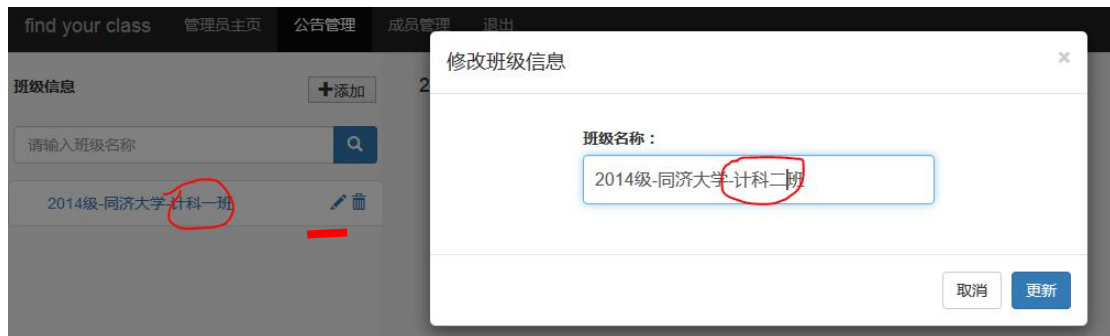 find your class 管理员主页 公告管理 成员管理 退出
修改班级信息 ×
班级信息 添加 2
请输入班级名称
班级名称：
2014级-同济大学-计科二班
2014级-同济大学-计科一班
取消 更新